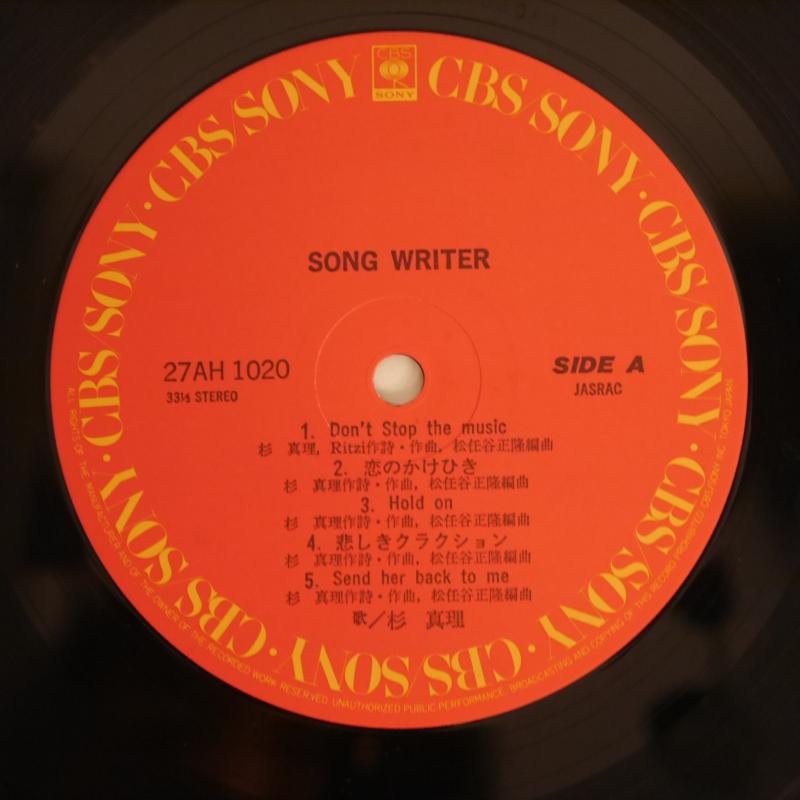 CBS/SONY · CBS/SONY · CBS/SONY · CBS/SONY · CBS/SONY · CBS/SONY · CBS/SONY · CBS/SONY
CBS
SONY
SONG WRITER
27AH 1020
33⅓ STEREO
SIDE A
JASRAC
1. Don't Stop the music
杉 真理, Ritzi作詩・作曲, 松任谷正隆編曲
2. 恋のかけひき
杉 真理作詩・作曲, 松任谷正隆編曲
3. Hold on
杉 真理作詩・作曲, 松任谷正隆編曲
4. 悲しきクラクション
杉 真理作詩・作曲, 松任谷正隆編曲
5. Send her back to me
杉 真理作詩・作曲, 松任谷正隆編曲
歌／杉 真理
ALL RIGHTS OF THE MANUFACTURER AND OF THE OWNER OF THE RECORDED WORK RESERVED. UNAUTHORIZED PUBLIC PERFORMANCE, BROADCASTING AND COPYING OF THIS RECORD PROHIBITED CBS/SONY INC. TOKYO JAPAN